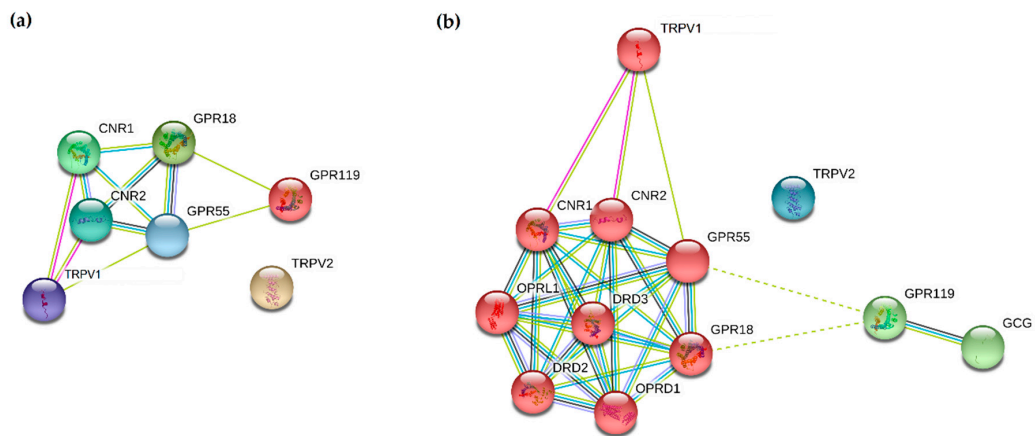 (a)
CNR1
GPR18
CNR2
GPR119
GPR55
TRPV1
TRPV2
(b)
TRPV1
TRPV2
CNR1
CNR2
GPR55
OPRL1
DRD3
GPR119
GPR18
GCG
DRD2
OPRD1